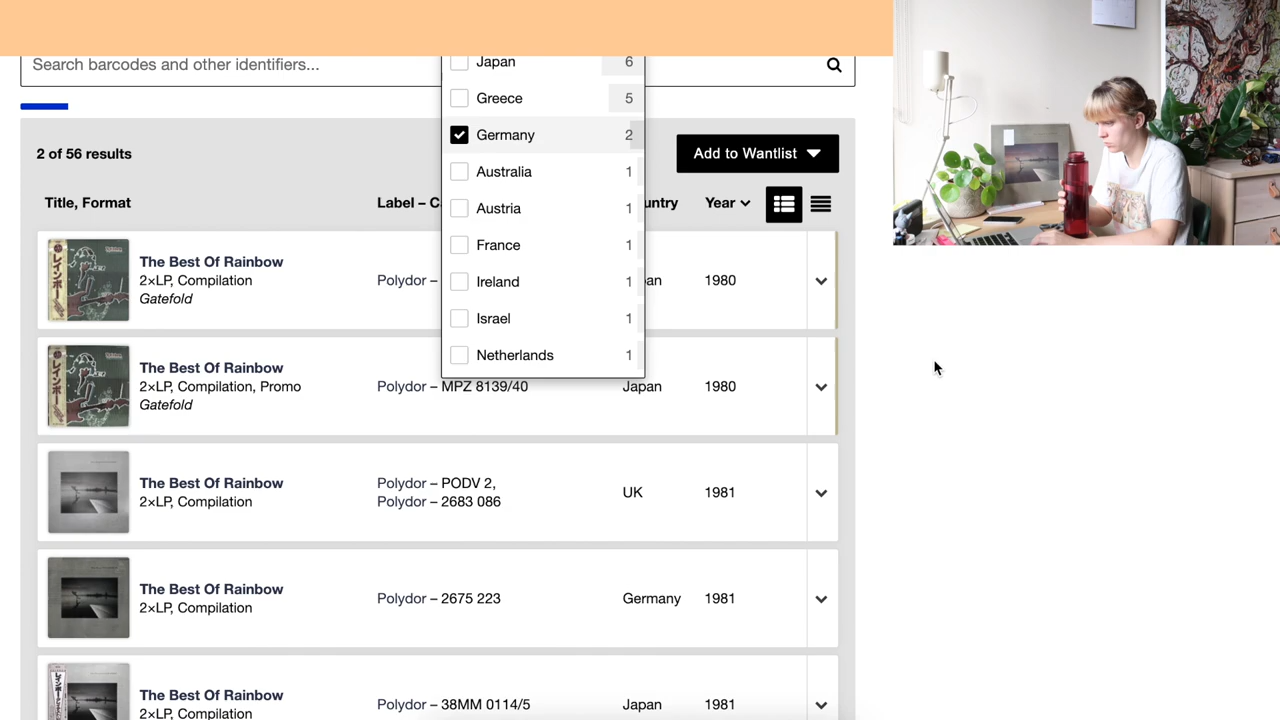 Search barcodes and other identifiers...
Japan 6
Greece 5
Germany 2
Australia 1
Austria 1
France 1
Ireland 1
Israel 1
Netherlands 1
2 of 56 results
Add to Wantlist
Title, Format
Label – C
untry
Year
The Best Of Rainbow
2×LP, Compilation
Gatefold
Polydor –
an
1980
The Best Of Rainbow
2×LP, Compilation, Promo
Gatefold
Polydor – MPZ 8139/40
Japan
1980
The Best Of Rainbow
2×LP, Compilation
Polydor – PODV 2,
Polydor – 2683 086
UK
1981
The Best Of Rainbow
2×LP, Compilation
Polydor – 2675 223
Germany
1981
The Best Of Rainbow
2×LP, Compilation
Polydor – 38MM 0114/5
Japan
1981